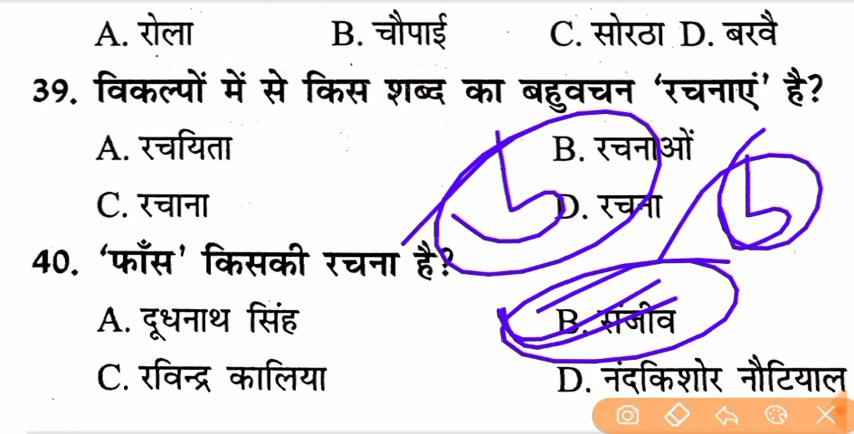 A. रोला B. चौपाई C. सोरठा D. बरवै
39. विकल्पों में से किस शब्द का बहुवचन ‘रचनाएं’ है?
A. रचयिता B. रचनाओं
C. रचाना D. रचना
40. ‘फाँस’ किसकी रचना है?
A. दूधनाथ सिंह B. संजीव
C. रविन्द्र कालिया D. नंदकिशोर नौटियाल